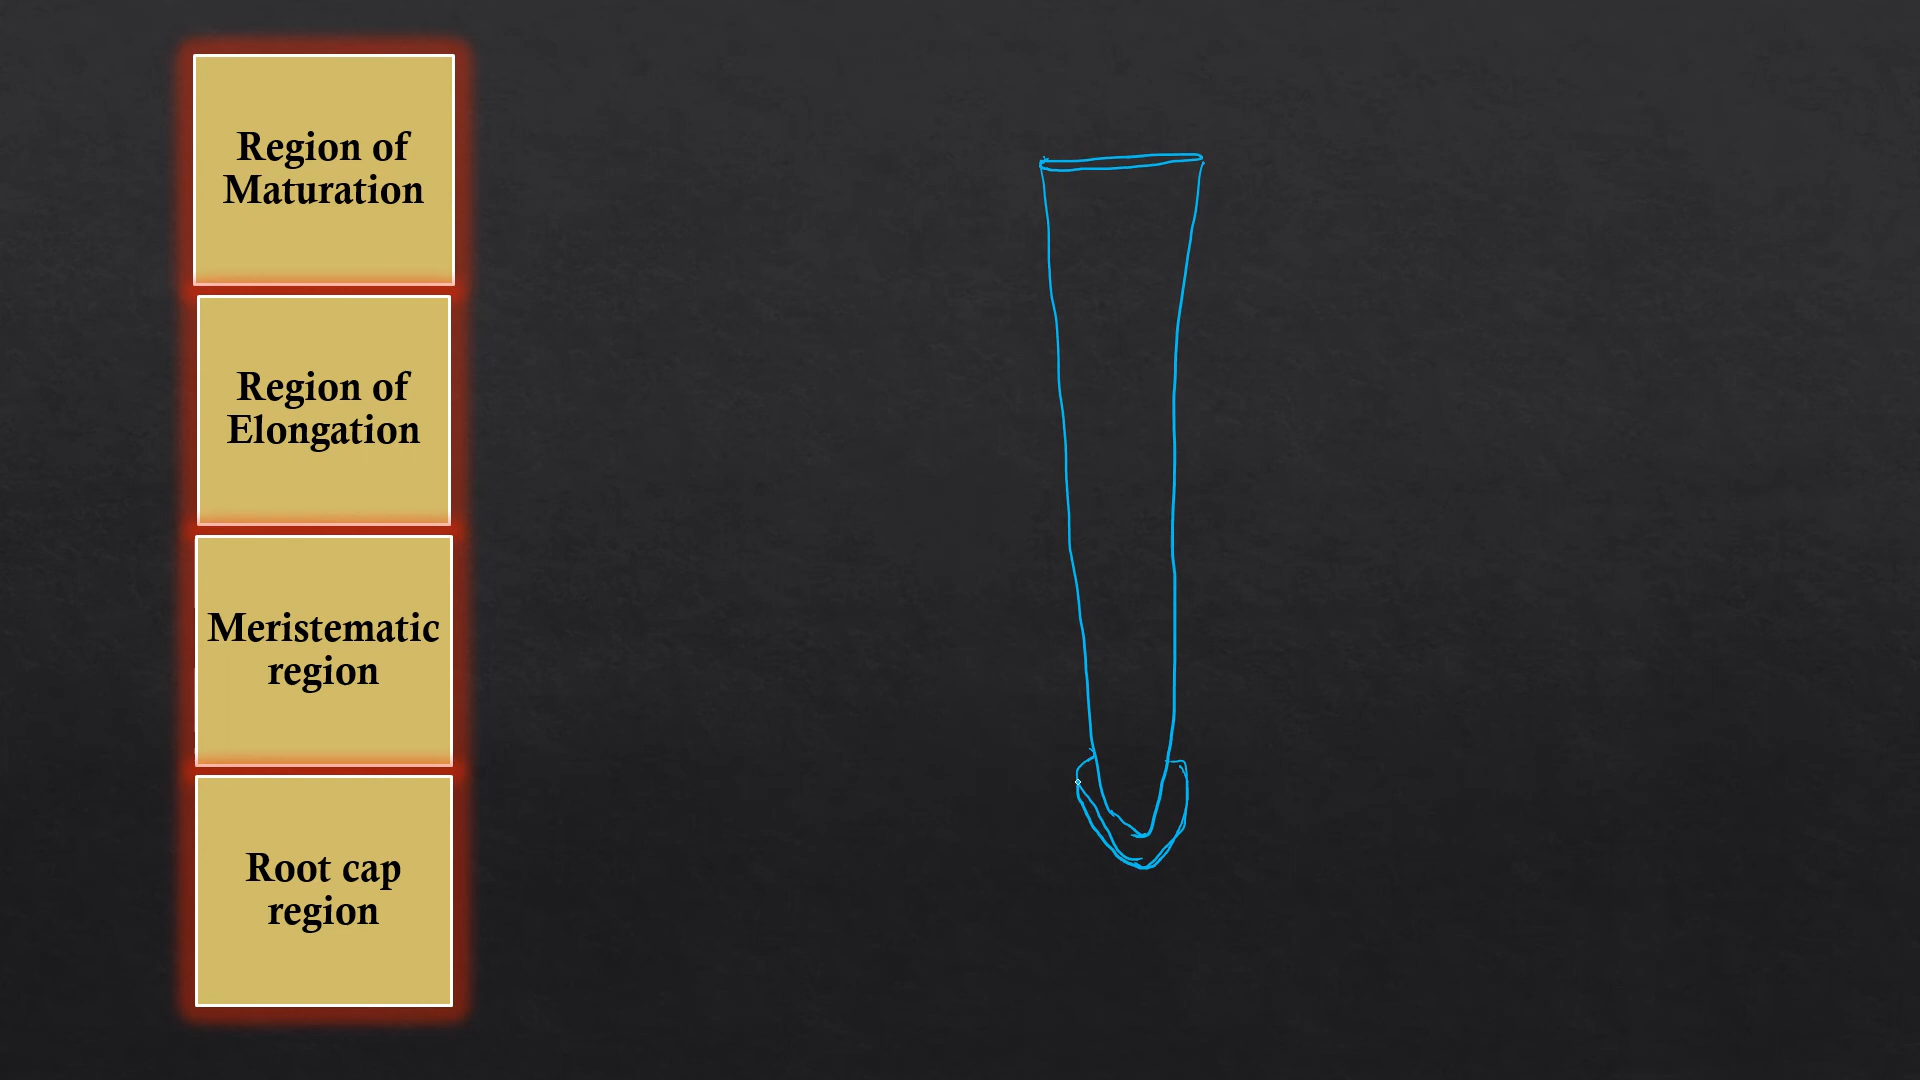 Region of
Maturation
Region of
Elongation
Meristematic
region
Root cap
region